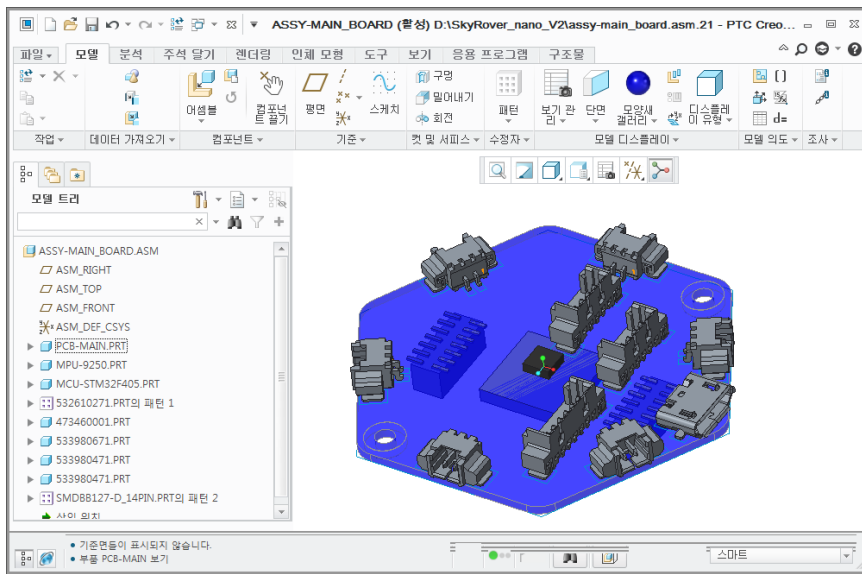 ASSY-MAIN_BOARD (활성) D:\SkyRover_nano_V2\assy-main_board.asm.21 - PTC Creo...
파일 모델 분석 주석 달기 렌더링 인체 모형 도구 보기 응용 프로그램 구조물
어셈블
컴포넌
트 끌기
평면
스케치
구멍
밀어내기
회전
패턴
보기 관
리
단면
모양새
갤러리
디스플레
이 유형
d=
작업 데이터 가져오기 컴포넌트 기준 컷 및 서피스 수정자 모델 디스플레이 모델 의도 조사
모델 트리
ASSY-MAIN_BOARD.ASM
ASM_RIGHT
ASM_TOP
ASM_FRONT
ASM_DEF_CSYS
PCB-MAIN.PRT
MPU-9250.PRT
MCU-STM32F405.PRT
532610271.PRT의 패턴 1
473460001.PRT
533980671.PRT
533980471.PRT
533980471.PRT
SMDBB127-D_14PIN.PRT의 패턴 2
삽입 위치
• 기준면들이 표시되지 않습니다.
• 부품 PCB-MAIN 보기
스마트